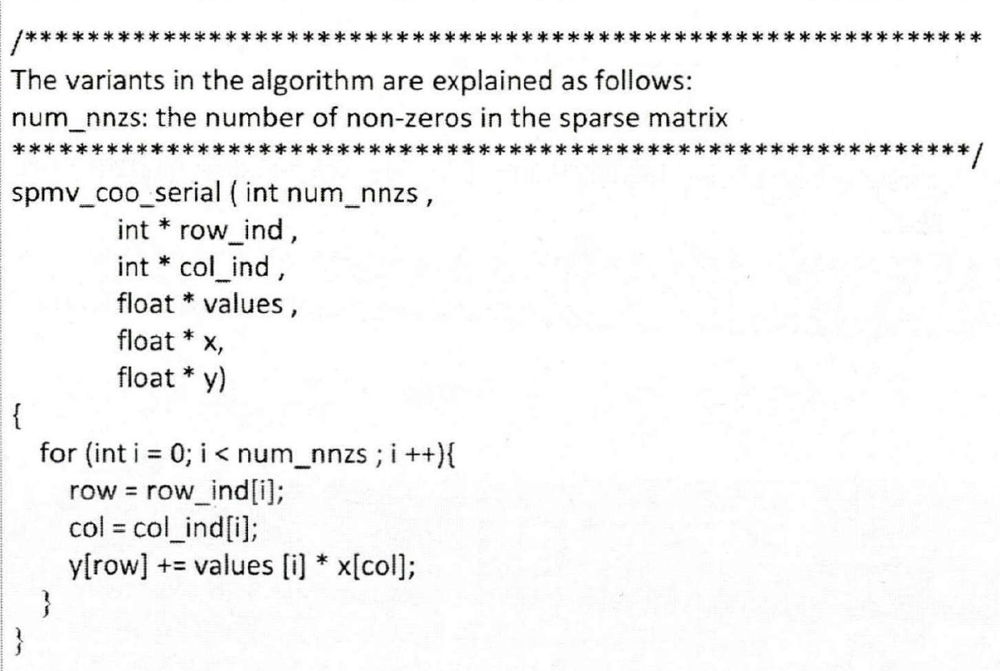 /**************************************************************
The variants in the algorithm are explained as follows:
num_nnzs: the number of non-zeros in the sparse matrix
**************************************************************/
spmv_coo_serial ( int num_nnzs ,
int * row_ind ,
int * col_ind ,
float * values ,
float * x,
float * y)
{
for (int i = 0; i < num_nnzs ; i ++){
row = row_ind[i];
col = col_ind[i];
y[row] += values [i] * x[col];
}
}